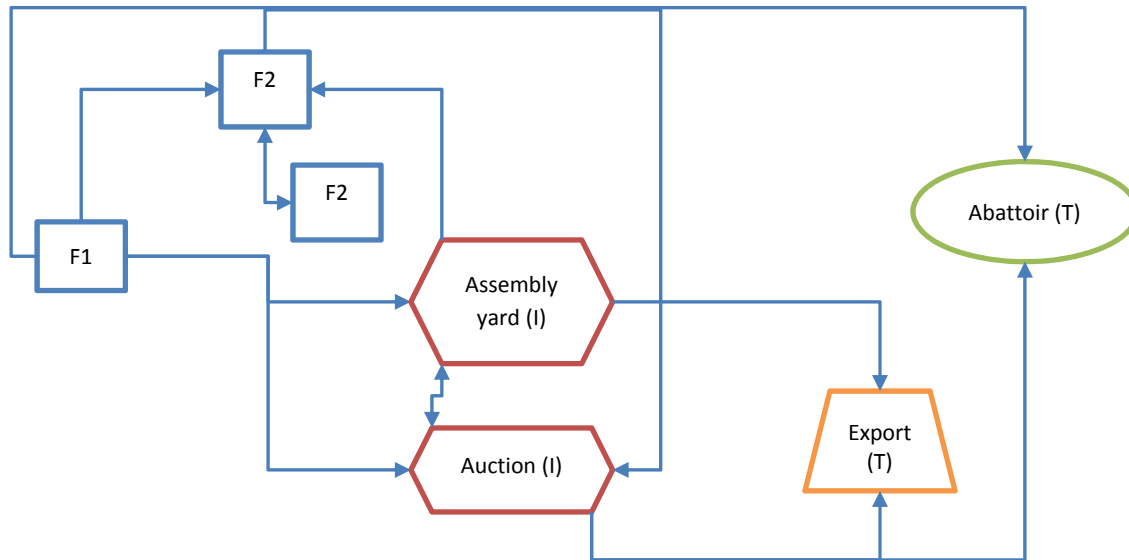 F2
F2
F1
Abattoir (T)
Assembly
yard (I)
Export
(T)
Auction (I)